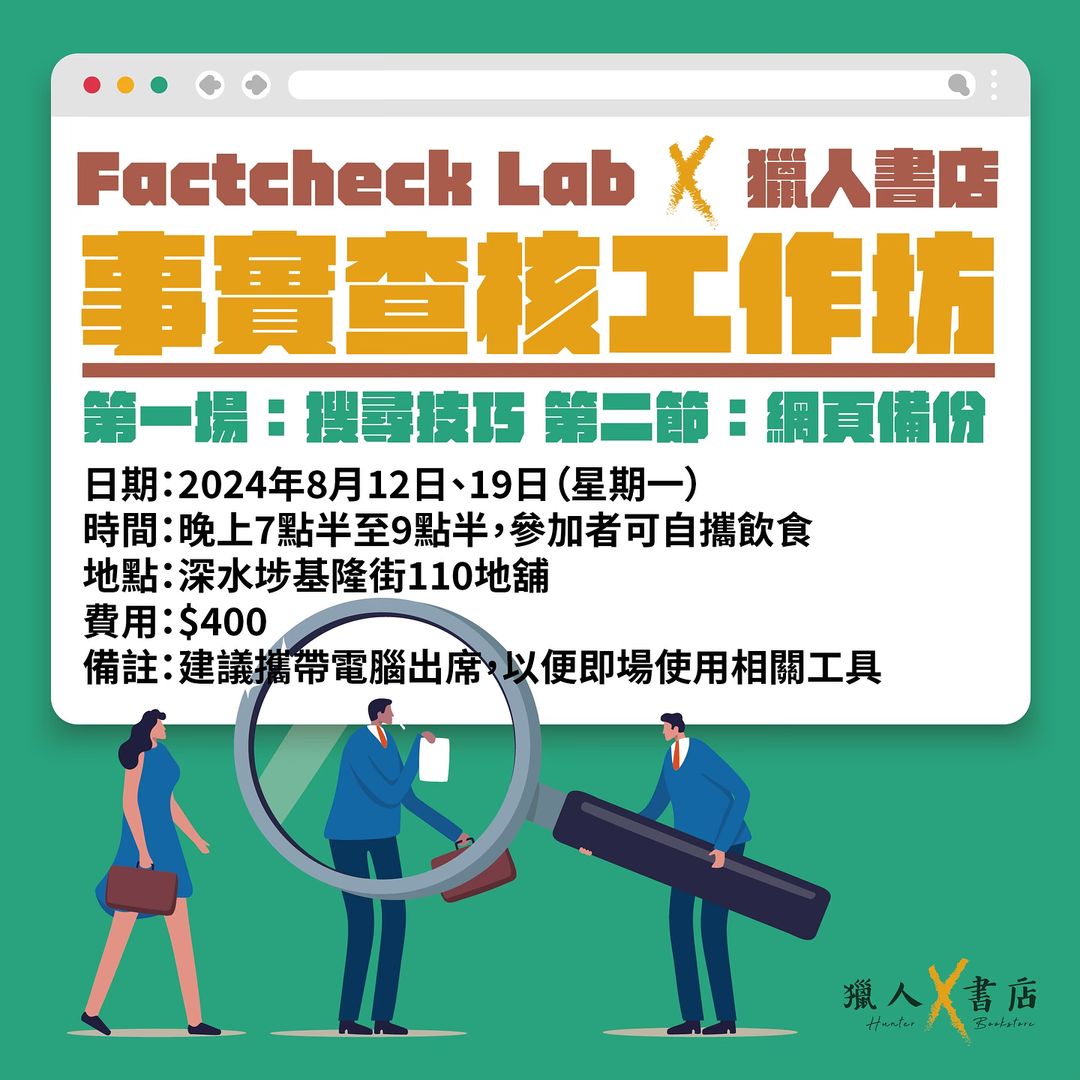 Factcheck Lab X 獵人書店
事實查核工作坊
第一場：搜尋技巧 第二節：網頁備份
日期：2024年8月12日、19日（星期一）
時間：晚上7點半至9點半，參加者可自攜飲食
地點：深水埗基隆街110地舖
費用：$400
備註：建議攜帶電腦出席，以便即場使用相關工具
獵人X書店
Hunter Bookstore